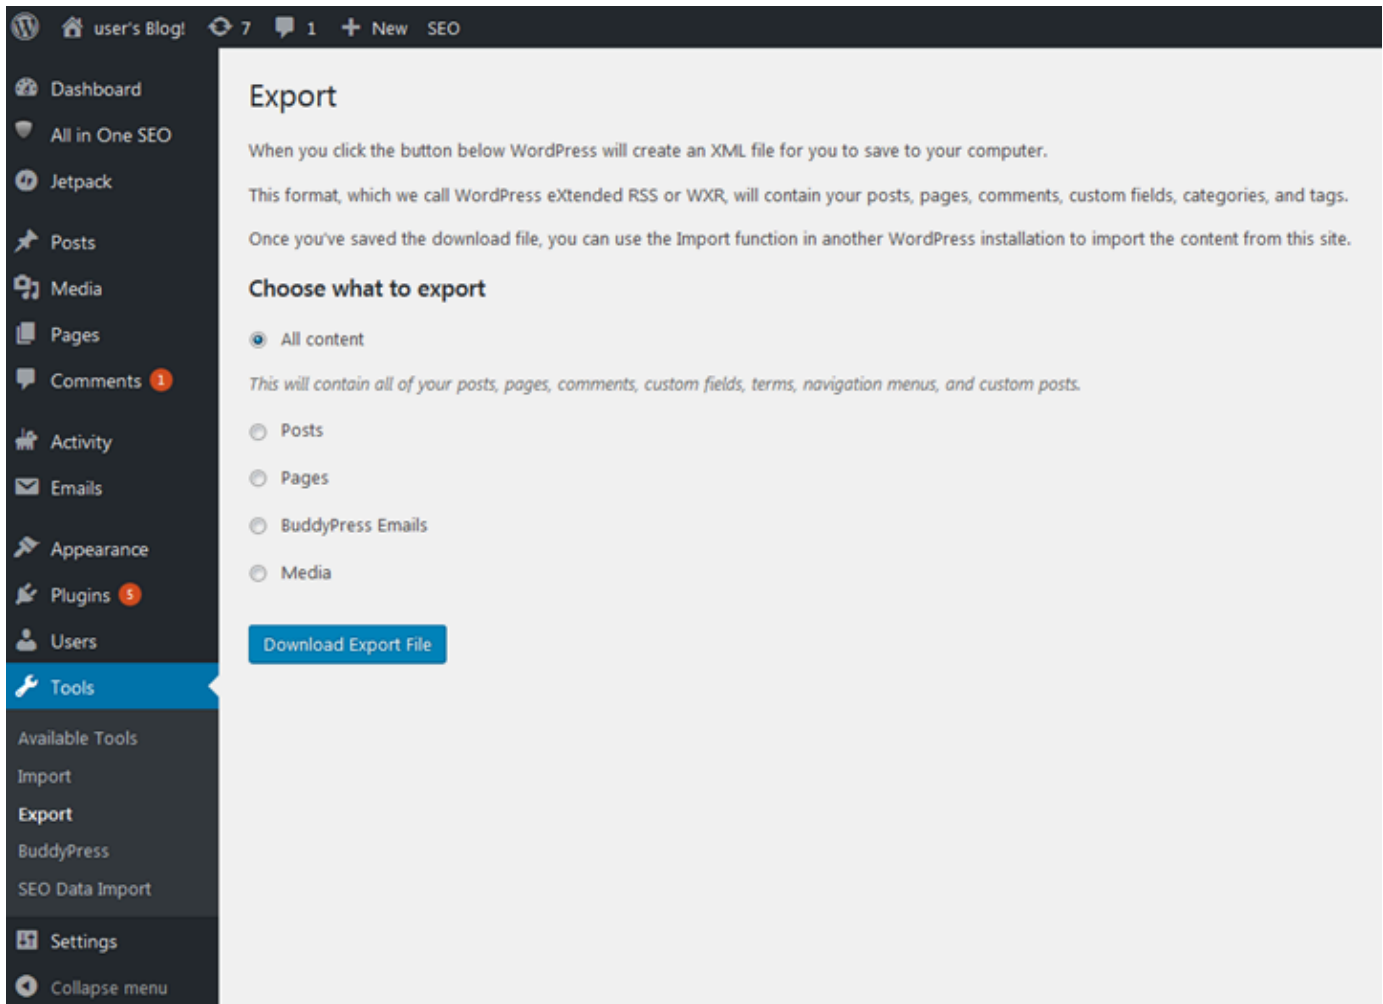 user's Blog! 7 1 + New SEO
Dashboard
All in One SEO
Jetpack
Posts
Media
Pages
Comments 1
Activity
Emails
Appearance
Plugins 5
Users
Tools
Available Tools
Import
Export
BuddyPress
SEO Data Import
Settings
Collapse menu
Export
When you click the button below WordPress will create an XML file for you to save to your computer.
This format, which we call WordPress eXtended RSS or WXR, will contain your posts, pages, comments, custom fields, categories, and tags.
Once you've saved the download file, you can use the Import function in another WordPress installation to import the content from this site.
Choose what to export
All content
This will contain all of your posts, pages, comments, custom fields, terms, navigation menus, and custom posts.
Posts
Pages
BuddyPress Emails
Media
Download Export File